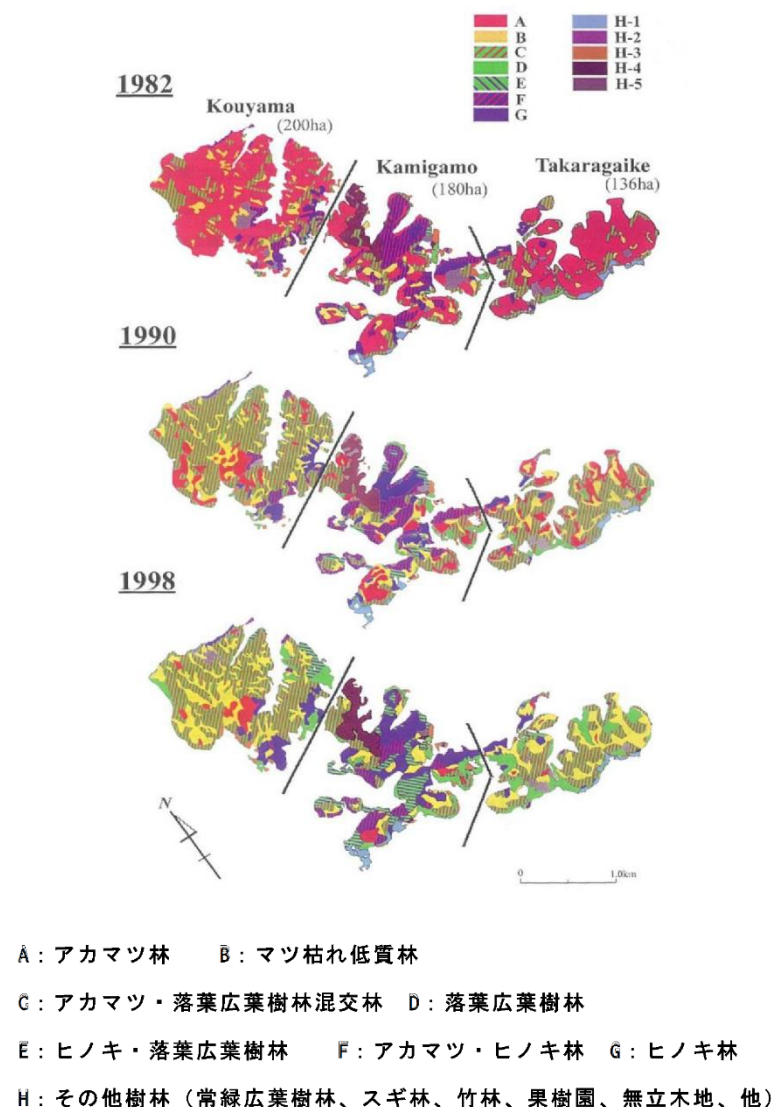 A H-1
B H-2
C H-3
D H-4
E H-5
F
G
1982
Kouyama
(200ha)
Kamigamo
(180ha)
Takaragaike
(136ha)
1990
1998
N
0 1.0km
A:アカマツ林 B:マツ枯れ低質林
C:アカマツ・落葉広葉樹林混交林 D:落葉広葉樹林
E:ヒノキ・落葉広葉樹林 F:アカマツ・ヒノキ林 G:ヒノキ林
H:その他樹林(常緑広葉樹林、スギ林、竹林、果樹園、無立木地、他)